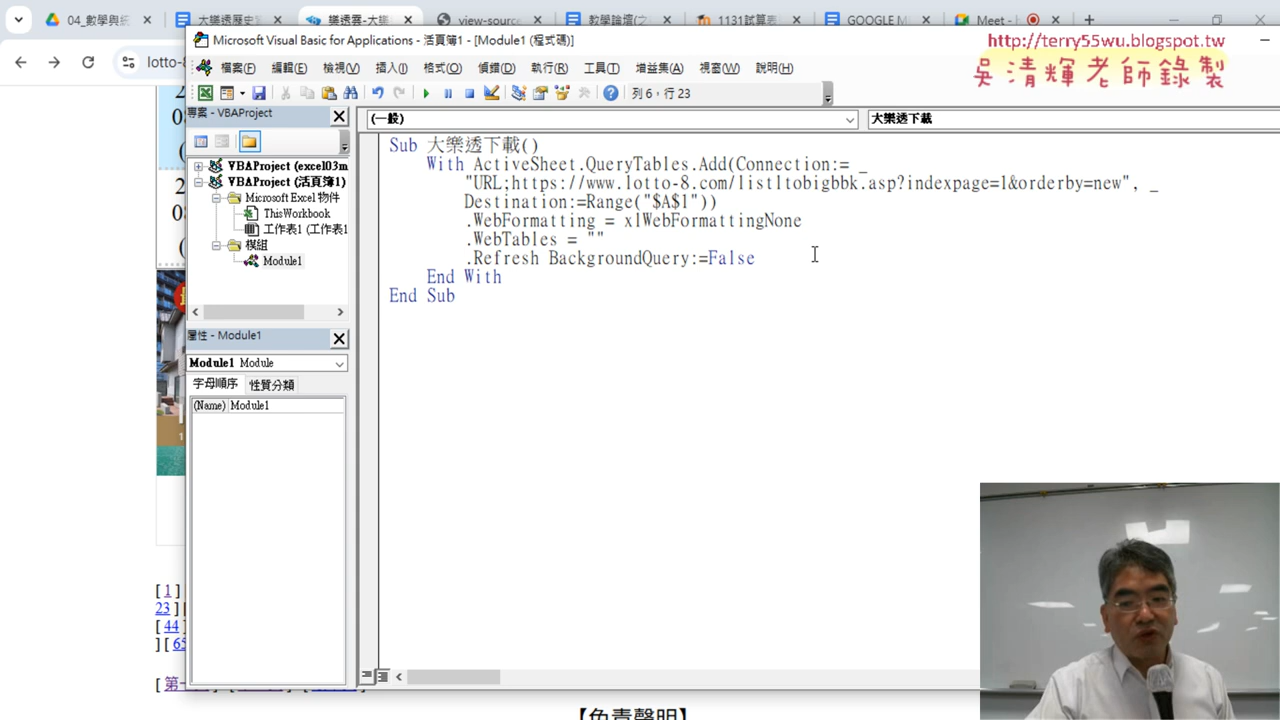 04_教學與紛
大樂透歷史
樂透雲-大
view-source
教學論壇(之
1131試算表
GOOGLE M
Meet -
lotto-8
Microsoft Visual Basic for Applications - 活頁簿1 - [Module1 (程式碼)]
http://terry55wu.blogspot.tw
吳清輝老師錄製
檔案(F) 編輯(E) 檢視(V) 插入(I) 格式(O) 偵錯(D) 執行(R) 工具(T) 增益集(A) 視窗(W) 說明(H)
列 6，行 23
專案 - VBAProject
(一般)
大樂透下載
VBAProject (excel03m
VBAProject (活頁簿1)
Microsoft Excel 物件
ThisWorkbook
工作表1 (工作表1
模組
Module1
Sub 大樂透下載()
With ActiveSheet.QueryTables.Add(Connection:= _
"URL;https://www.lotto-8.com/listltobigbbk.asp?indexpage=1&orderby=new", _
Destination:=Range("$A$1"))
.WebFormatting = xlWebFormattingNone
.WebTables = ""
.Refresh BackgroundQuery:=False
End With
End Sub
屬性 - Module1
Module1 Module
字母順序 性質分類
(Name) Module1
[ 1 ]
23 ] [
[ 44
] [ 65
[ 第一
【免責聲明】